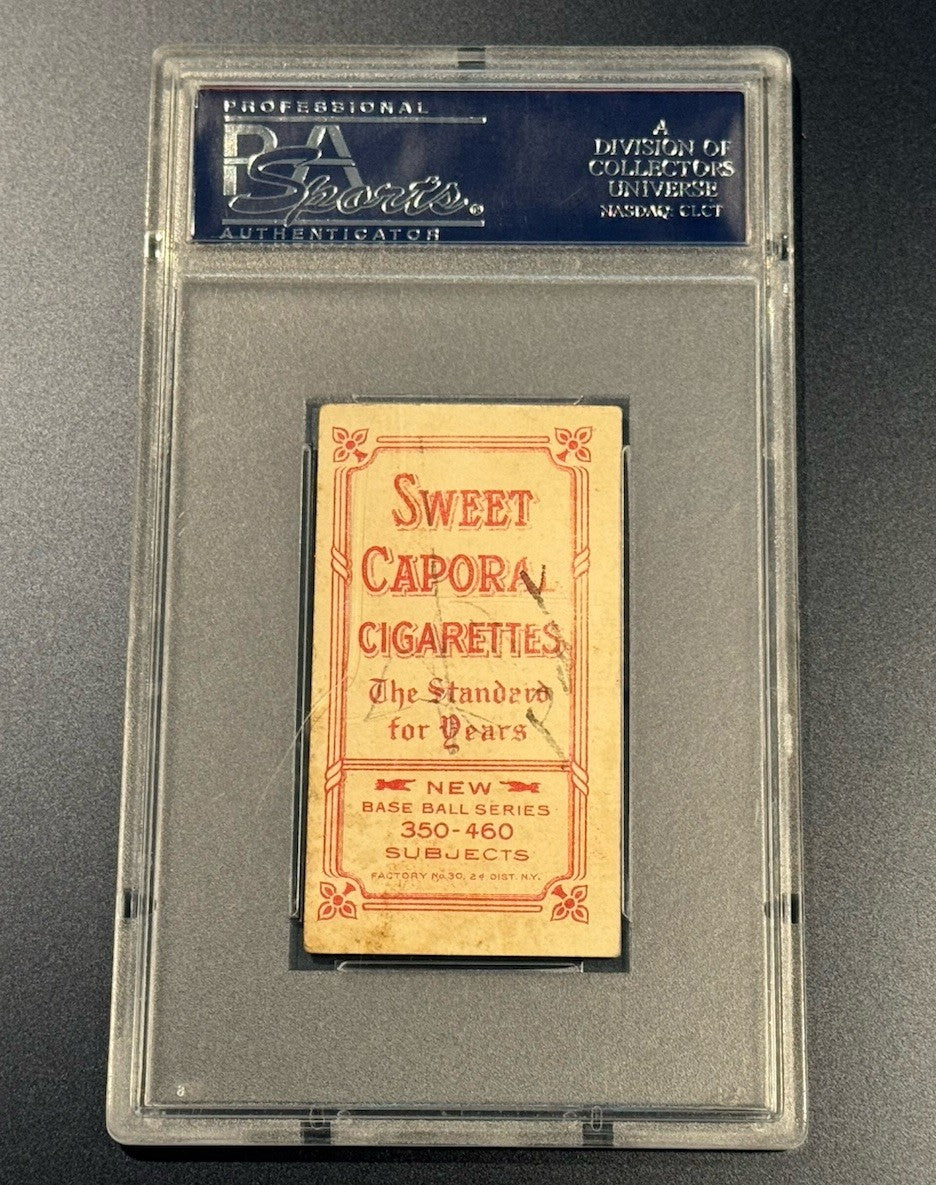 PROFESSIONAL
PSA
Sports®
AUTHENTICATOR
A
DIVISION OF
COLLECTORS
UNIVERSE
NASDAQ: CLCT
SWEET
CAPORAL
CIGARETTES
The Standard
for Years
NEW
BASE BALL SERIES
350-460
SUBJECTS
FACTORY No 30, 2d DIST. N.Y.